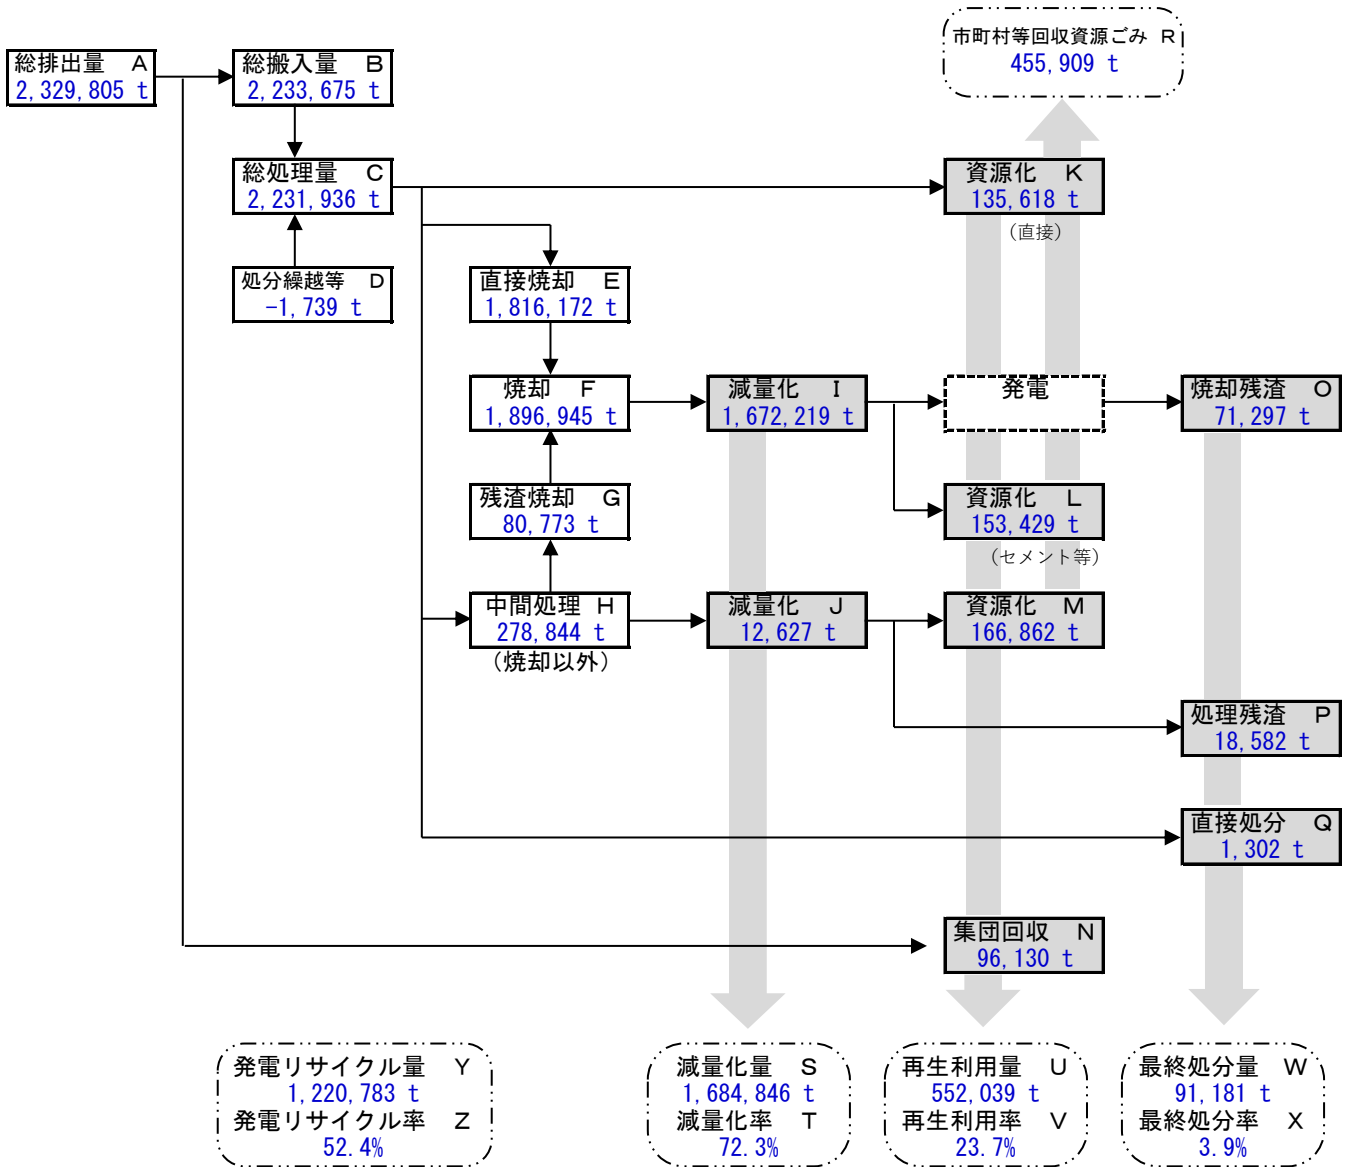 市町村等回収資源ごみ R
455,909 t
総排出量 A
2,329,805 t
総搬入量 B
2,233,675 t
総処理量 C
2,231,936 t
資源化 K
135,618 t
(直接)
処分繰越等 D
-1,739 t
直接焼却 E
1,816,172 t
焼却 F
1,896,945 t
減量化 I
1,672,219 t
発電
焼却残渣 O
71,297 t
残渣焼却 G
80,773 t
資源化 L
153,429 t
(セメント等)
中間処理 H
278,844 t
(焼却以外)
減量化 J
12,627 t
資源化 M
166,862 t
処理残渣 P
18,582 t
直接処分 Q
1,302 t
集団回収 N
96,130 t
発電リサイクル量 Y
1,220,783 t
発電リサイクル率 Z
52.4%
減量化量 S
1,684,846 t
減量化率 T
72.3%
再生利用量 U
552,039 t
再生利用率 V
23.7%
最終処分量 W
91,181 t
最終処分率 X
3.9%